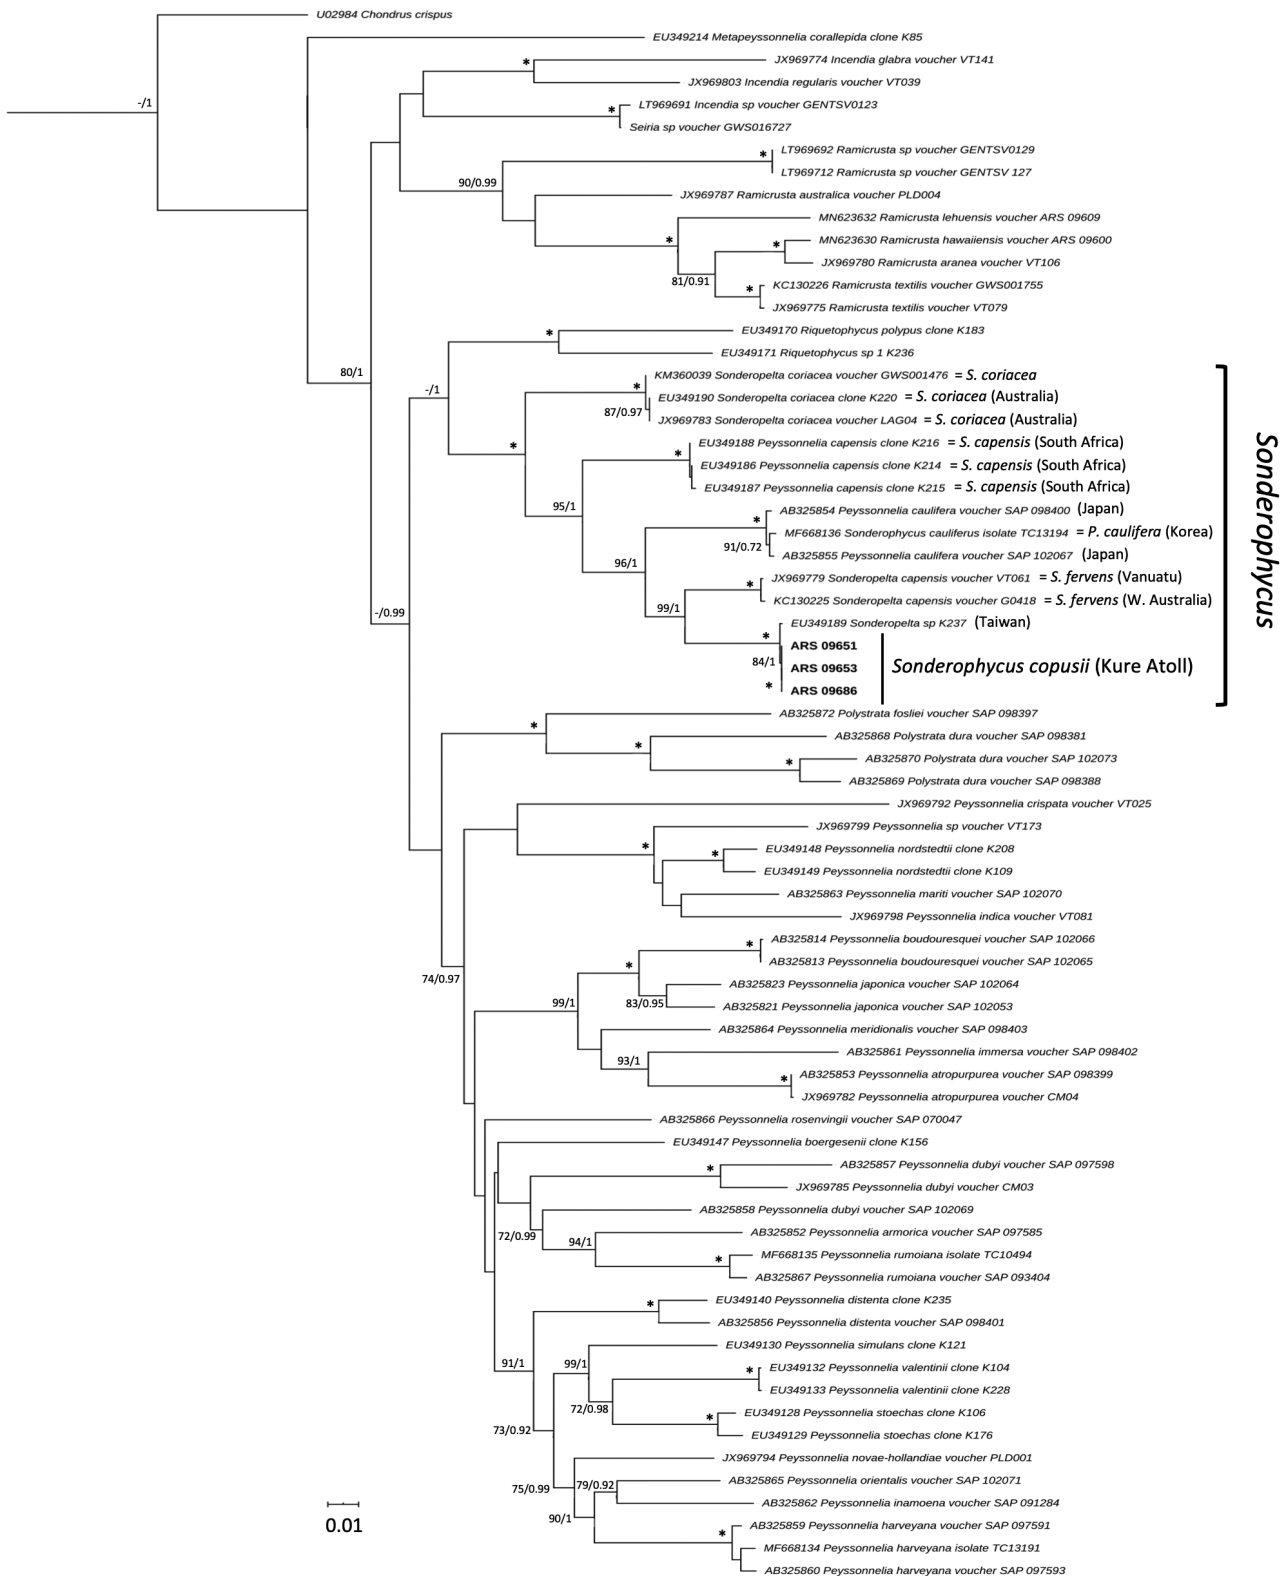 U02984 Chondrus crispus
EU349214 Metapeyssonnelia corallepida clone K85
*
JX969774 Incendia glabra voucher VT141
JX969803 Incendia regularis voucher VT039
-/1
*
LT969691 Incendia sp voucher GENTSV0123
Seiria sp voucher GWS016727
*
LT969692 Ramicrusta sp voucher GENTSV0129
LT969712 Ramicrusta sp voucher GENTSV 127
90/0.99
JX969787 Ramicrusta australica voucher PLD004
MN623632 Ramicrusta lehuensis voucher ARS 09609
*
*
MN623630 Ramicrusta hawaiiensis voucher ARS 09600
JX969780 Ramicrusta aranea voucher VT106
81/0.91
*
KC130226 Ramicrusta textilis voucher GWS001755
JX969775 Ramicrusta textilis voucher VT079
*
EU349170 Riquetophycus polypus clone K183
EU349171 Riquetophycus sp 1 K236
80/1
KM360039 Sonderopelta coriacea voucher GWS001476 = S. coriacea
-/1
*
EU349190 Sonderopelta coriacea clone K220 = S. coriacea (Australia)
87/0.97
JX969783 Sonderopelta coriacea voucher LAG04 = S. coriacea (Australia)
*
EU349188 Peyssonnelia capensis clone K216 = S. capensis (South Africa)
*
EU349186 Peyssonnelia capensis clone K214 = S. capensis (South Africa)
EU349187 Peyssonnelia capensis clone K215 = S. capensis (South Africa)
95/1
AB325854 Peyssonnelia caulifera voucher SAP 098400 (Japan)
*
MF668136 Sonderophycus cauliferus isolate TC13194 = P. caulifera (Korea)
91/0.72
AB325855 Peyssonnelia caulifera voucher SAP 102067 (Japan)
96/1
*
JX969779 Sonderopelta capensis voucher VT061 = S. fervens (Vanuatu)
KC130225 Sonderopelta capensis voucher G0418 = S. fervens (W. Australia)
99/1
-/0.99
EU349189 Sonderopelta sp K237 (Taiwan)
*
ARS 09651
84/1
ARS 09653
*
ARS 09686
Sonderophycus copusii (Kure Atoll)
Sonderophycus
AB325872 Polystrata fosliei voucher SAP 098397
*
AB325868 Polystrata dura voucher SAP 098381
*
AB325870 Polystrata dura voucher SAP 102073
*
AB325869 Polystrata dura voucher SAP 098388
JX969792 Peyssonnelia crispata voucher VT025
JX969799 Peyssonnelia sp voucher VT173
*
*
EU349148 Peyssonnelia nordstedtii clone K208
EU349149 Peyssonnelia nordstedtii clone K109
AB325863 Peyssonnelia mariti voucher SAP 102070
JX969798 Peyssonnelia indica voucher VT081
*
AB325814 Peyssonnelia boudouresquei voucher SAP 102066
AB325813 Peyssonnelia boudouresquei voucher SAP 102065
*
74/0.97
AB325823 Peyssonnelia japonica voucher SAP 102064
99/1
83/0.95
AB325821 Peyssonnelia japonica voucher SAP 102053
AB325864 Peyssonnelia meridionalis voucher SAP 098403
AB325861 Peyssonnelia immersa voucher SAP 098402
93/1
*
AB325853 Peyssonnelia atropurpurea voucher SAP 098399
JX969782 Peyssonnelia atropurpurea voucher CM04
AB325866 Peyssonnelia rosenvingii voucher SAP 070047
EU349147 Peyssonnelia boergesenii clone K156
*
AB325857 Peyssonnelia dubyi voucher SAP 097598
JX969785 Peyssonnelia dubyi voucher CM03
AB325858 Peyssonnelia dubyi voucher SAP 102069
72/0.99
AB325852 Peyssonnelia armorica voucher SAP 097585
94/1
*
MF668135 Peyssonnelia rumoiana isolate TC10494
AB325867 Peyssonnelia rumoiana voucher SAP 093404
*
EU349140 Peyssonnelia distenta clone K235
AB325856 Peyssonnelia distenta voucher SAP 098401
EU349130 Peyssonnelia simulans clone K121
91/1
99/1
*
EU349132 Peyssonnelia valentinii clone K104
EU349133 Peyssonnelia valentinii clone K228
72/0.98
*
EU349128 Peyssonnelia stoechas clone K106
73/0.92
EU349129 Peyssonnelia stoechas clone K176
JX969794 Peyssonnelia novae-hollandiae voucher PLD001
75/0.99
79/0.92
AB325865 Peyssonnelia orientalis voucher SAP 102071
AB325862 Peyssonnelia inamoena voucher SAP 091284
90/1
AB325859 Peyssonnelia harveyana voucher SAP 097591
*
MF668134 Peyssonnelia harveyana isolate TC13191
AB325860 Peyssonnelia harveyana voucher SAP 097593
0.01